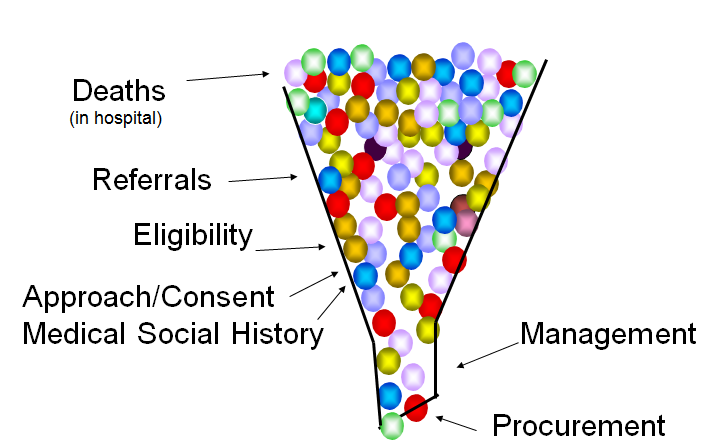 Deaths
(in hospital)
Referrals
Eligibility
Approach/Consent
Medical Social History
Management
Procurement